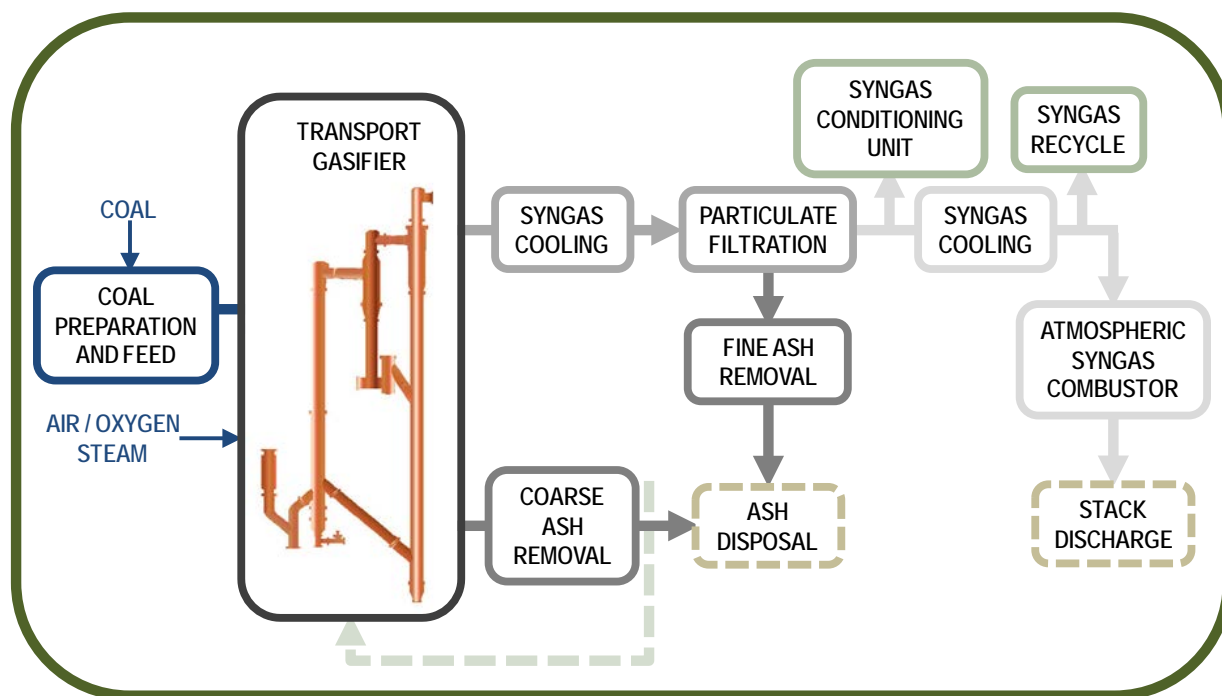 TRANSPORT
GASIFIER
SYNGAS
CONDITIONING
UNIT
SYNGAS
RECYCLE
COAL
SYNGAS
COOLING
PARTICULATE
FILTRATION
SYNGAS
COOLING
COAL
PREPARATION
AND FEED
FINE ASH
REMOVAL
ATMOSPHERIC
SYNGAS
COMBUSTOR
AIR / OXYGEN
STEAM
COARSE
ASH
REMOVAL
ASH
DISPOSAL
STACK
DISCHARGE